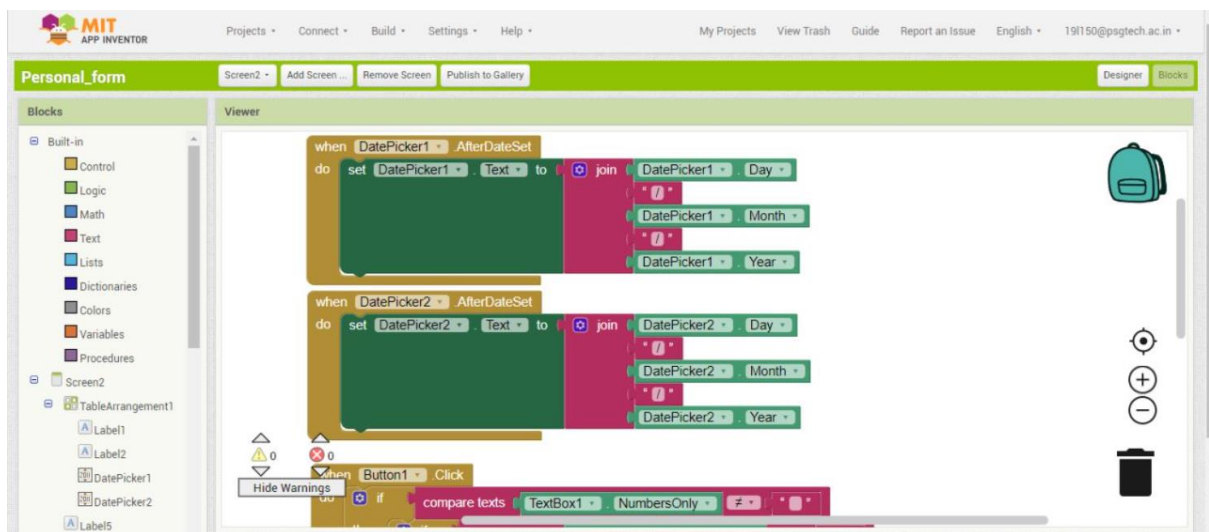 MIT
APP INVENTOR
Projects Connect Build Settings Help My Projects View Trash Guide Report an Issue English 19l150@psgtech.ac.in
Personal_form Screen2 Add Screen ... Remove Screen Publish to Gallery Designer Blocks
Blocks Viewer
Built-in
Control
Logic
Math
Text
Lists
Dictionaries
Colors
Variables
Procedures
Screen2
TableArrangement1
Label1
Label2
DatePicker1
DatePicker2
Label5
when DatePicker1 .AfterDateSet
do set DatePicker1 . Text to join DatePicker1 . Day
" / "
DatePicker1 . Month
" / "
DatePicker1 . Year
when DatePicker2 .AfterDateSet
do set DatePicker2 . Text to join DatePicker2 . Day
" / "
DatePicker2 . Month
" / "
DatePicker2 . Year
0 0
Hide Warnings
when Button1 .Click
do if compare texts TextBox1 . NumbersOnly ≠ " "